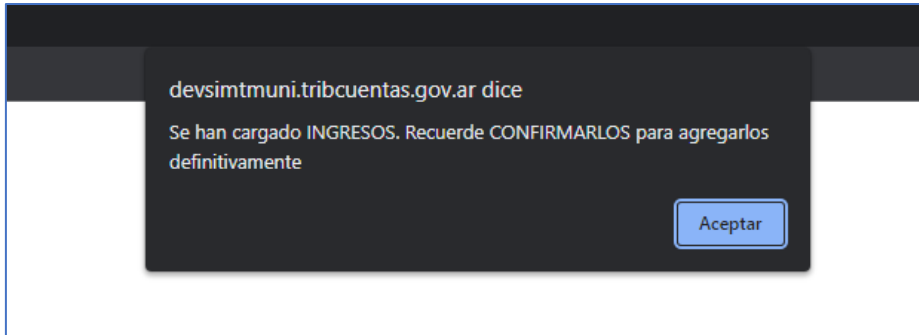 devsimtmuni.tribcuentas.gov.ar dice
Se han cargado INGRESOS. Recuerde CONFIRMARLOS para agregarlos
definitivamente
Aceptar